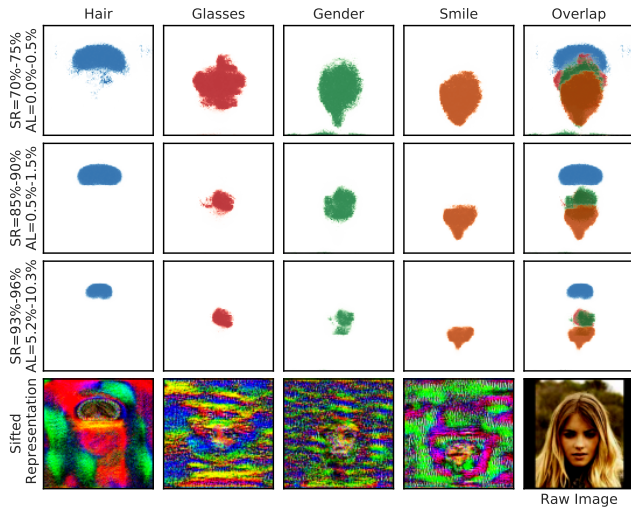 Hair Glasses Gender Smile Overlap
SR=70%-75%
AL=0.0%-0.5%
SR=85%-90%
AL=0.5%-1.5%
SR=93%-96%
AL=5.2%-10.3%
Sifted
Representation
Raw Image